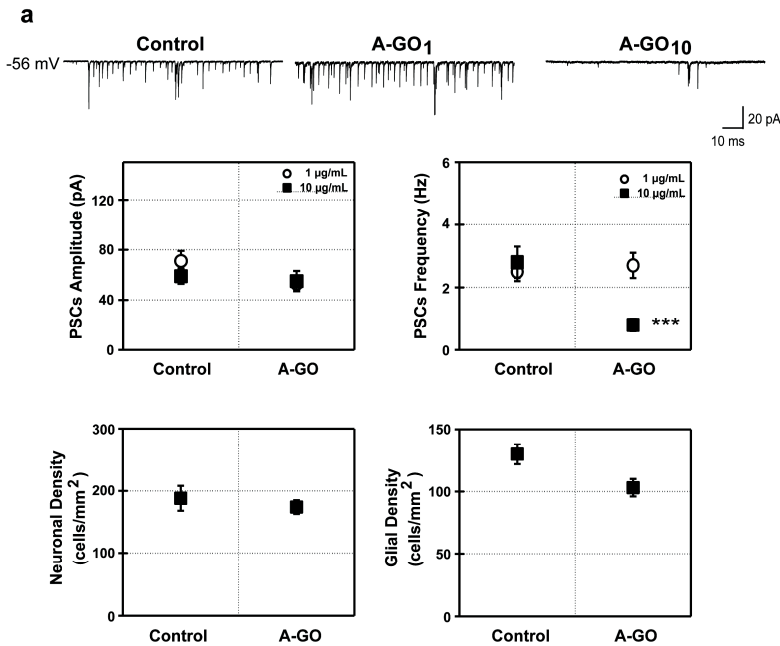 a
Control A-GO1 A-GO10
-56 mV
20 pA
10 ms
PSCs Amplitude (pA)
120
80
40
0
1 µg/mL
10 µg/mL
Control A-GO
PSCs Frequency (Hz)
6
4
2
0
1 µg/mL
10 µg/mL
***
Control A-GO
Neuronal Density
(cells/mm2)
300
200
100
0
Control A-GO
Glial Density
(cells/mm2)
150
100
50
0
Control A-GO